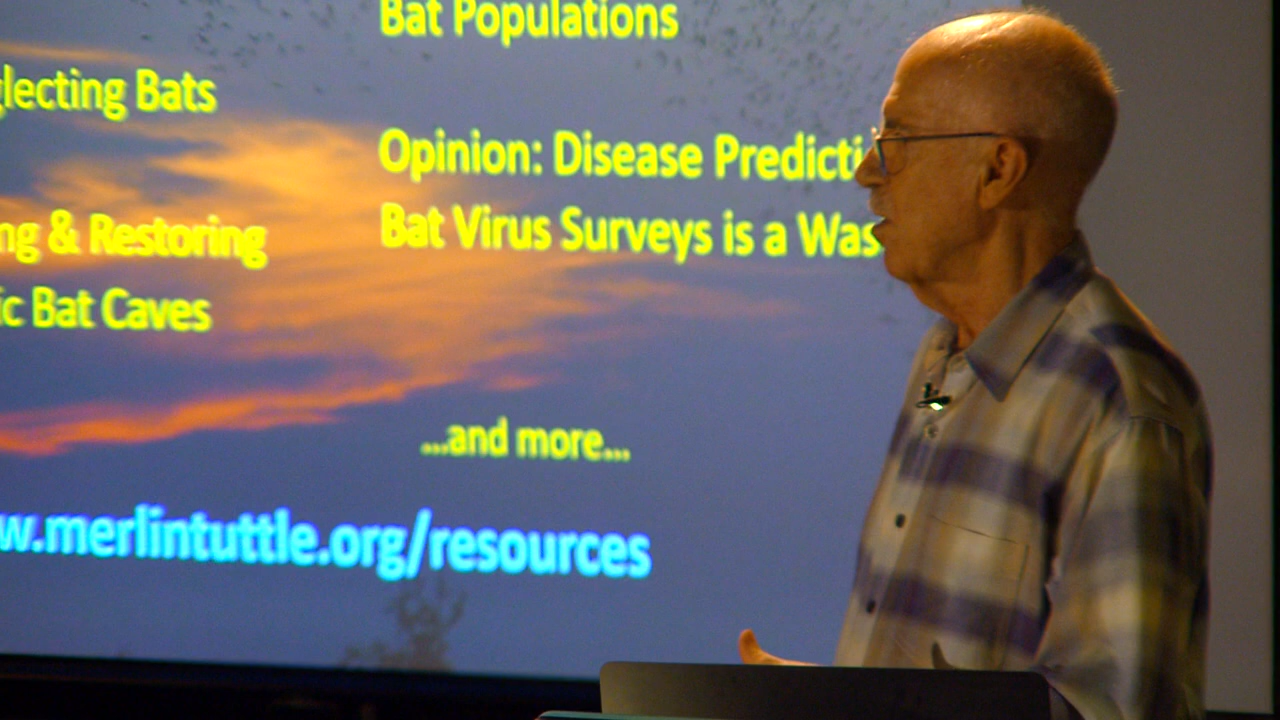 Bat Populations
glecting Bats
Opinion: Disease Predicti
ng & Restoring
Bat Virus Surveys is a Was
ic Bat Caves
...and more...
w.merlintuttle.org/resources